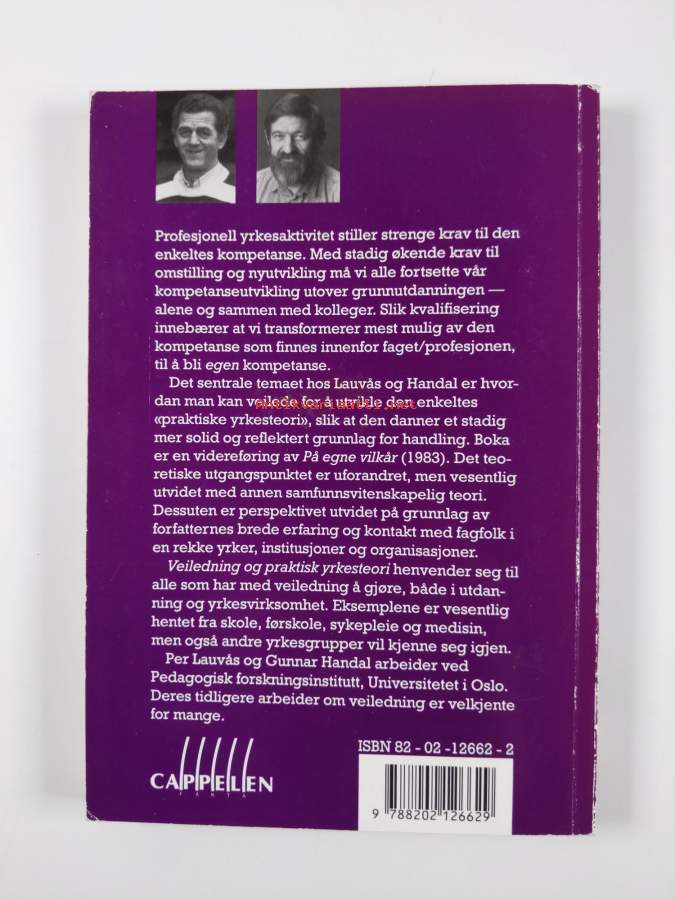 Profesjonell yrkesaktivitet stiller strenge krav til den
enkeltes kompetanse. Med stadig økende krav til
omstilling og nyutvikling må vi alle fortsette vår
kompetanseutvikling utover grunnutdanningen —
alene og sammen med kolleger. Slik kvalifisering
innebærer at vi transformerer mest mulig av den
kompetanse som finnes innenfor faget/profesjonen,
til å bli egen kompetanse.
Det sentrale temaet hos Lauvås og Handal er hvor-
dan man kan veilede for å utvikle den enkeltes
Antikvariaatti.net
«praktiske yrkesteori», slik at den danner et stadig
mer solid og reflektert grunnlag for handling. Boka
er en videreføring av På egne vilkår (1983). Det teo-
retiske utgangspunktet er uforandret, men vesentlig
utvidet med annen samfunnsvitenskapelig teori.
Dessuten er perspektivet utvidet på grunnlag av
forfatternes brede erfaring og kontakt med fagfolk i
en rekke yrker, institusjoner og organisasjoner.
Veiledning og praktisk yrkesteori henvender seg til
alle som har med veiledning å gjøre, både i utdan-
ning og yrkesvirksomhet. Eksemplene er vesentlig
hentet fra skole, førskole, sykepleie og medisin,
men også andre yrkesgrupper vil kjenne seg igjen.
Per Lauvås og Gunnar Handal arbeider ved
Pedagogisk forskningsinstitutt, Universitetet i Oslo.
Deres tidligere arbeider om veiledning er velkjente
for mange.
ISBN 82 - 02 -12662 - 2
CAPPELEN
FAKTA
9 788202 126629